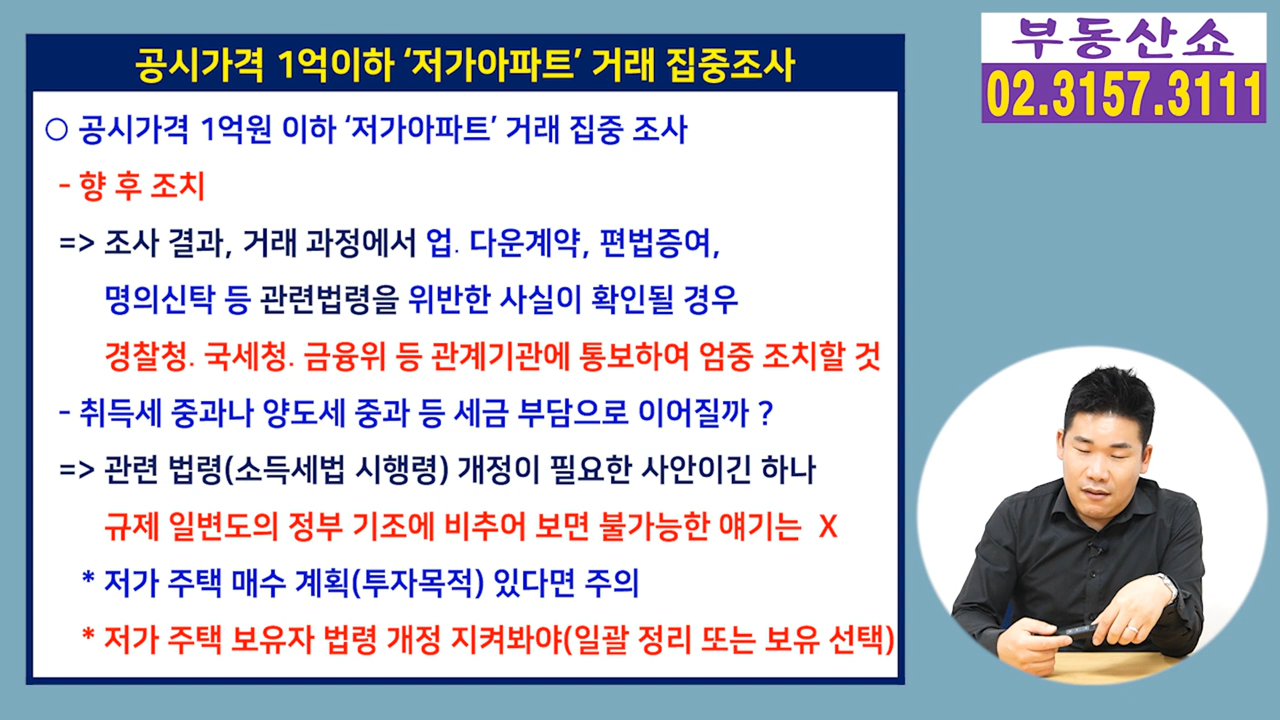 공시가격 1억이하 ‘저가아파트’ 거래 집중조사
부동산쇼
02.3157.3111
○ 공시가격 1억원 이하 ‘저가아파트’ 거래 집중 조사
- 향 후 조치
=> 조사 결과, 거래 과정에서 업. 다운계약, 편법증여,
명의신탁 등 관련법령을 위반한 사실이 확인될 경우
경찰청. 국세청. 금융위 등 관계기관에 통보하여 엄중 조치할 것
- 취득세 중과나 양도세 중과 등 세금 부담으로 이어질까 ?
=> 관련 법령(소득세법 시행령) 개정이 필요한 사안이긴 하나
규제 일변도의 정부 기조에 비추어 보면 불가능한 얘기는 X
* 저가 주택 매수 계획(투자목적) 있다면 주의
* 저가 주택 보유자 법령 개정 지켜봐야(일괄 정리 또는 보유 선택)